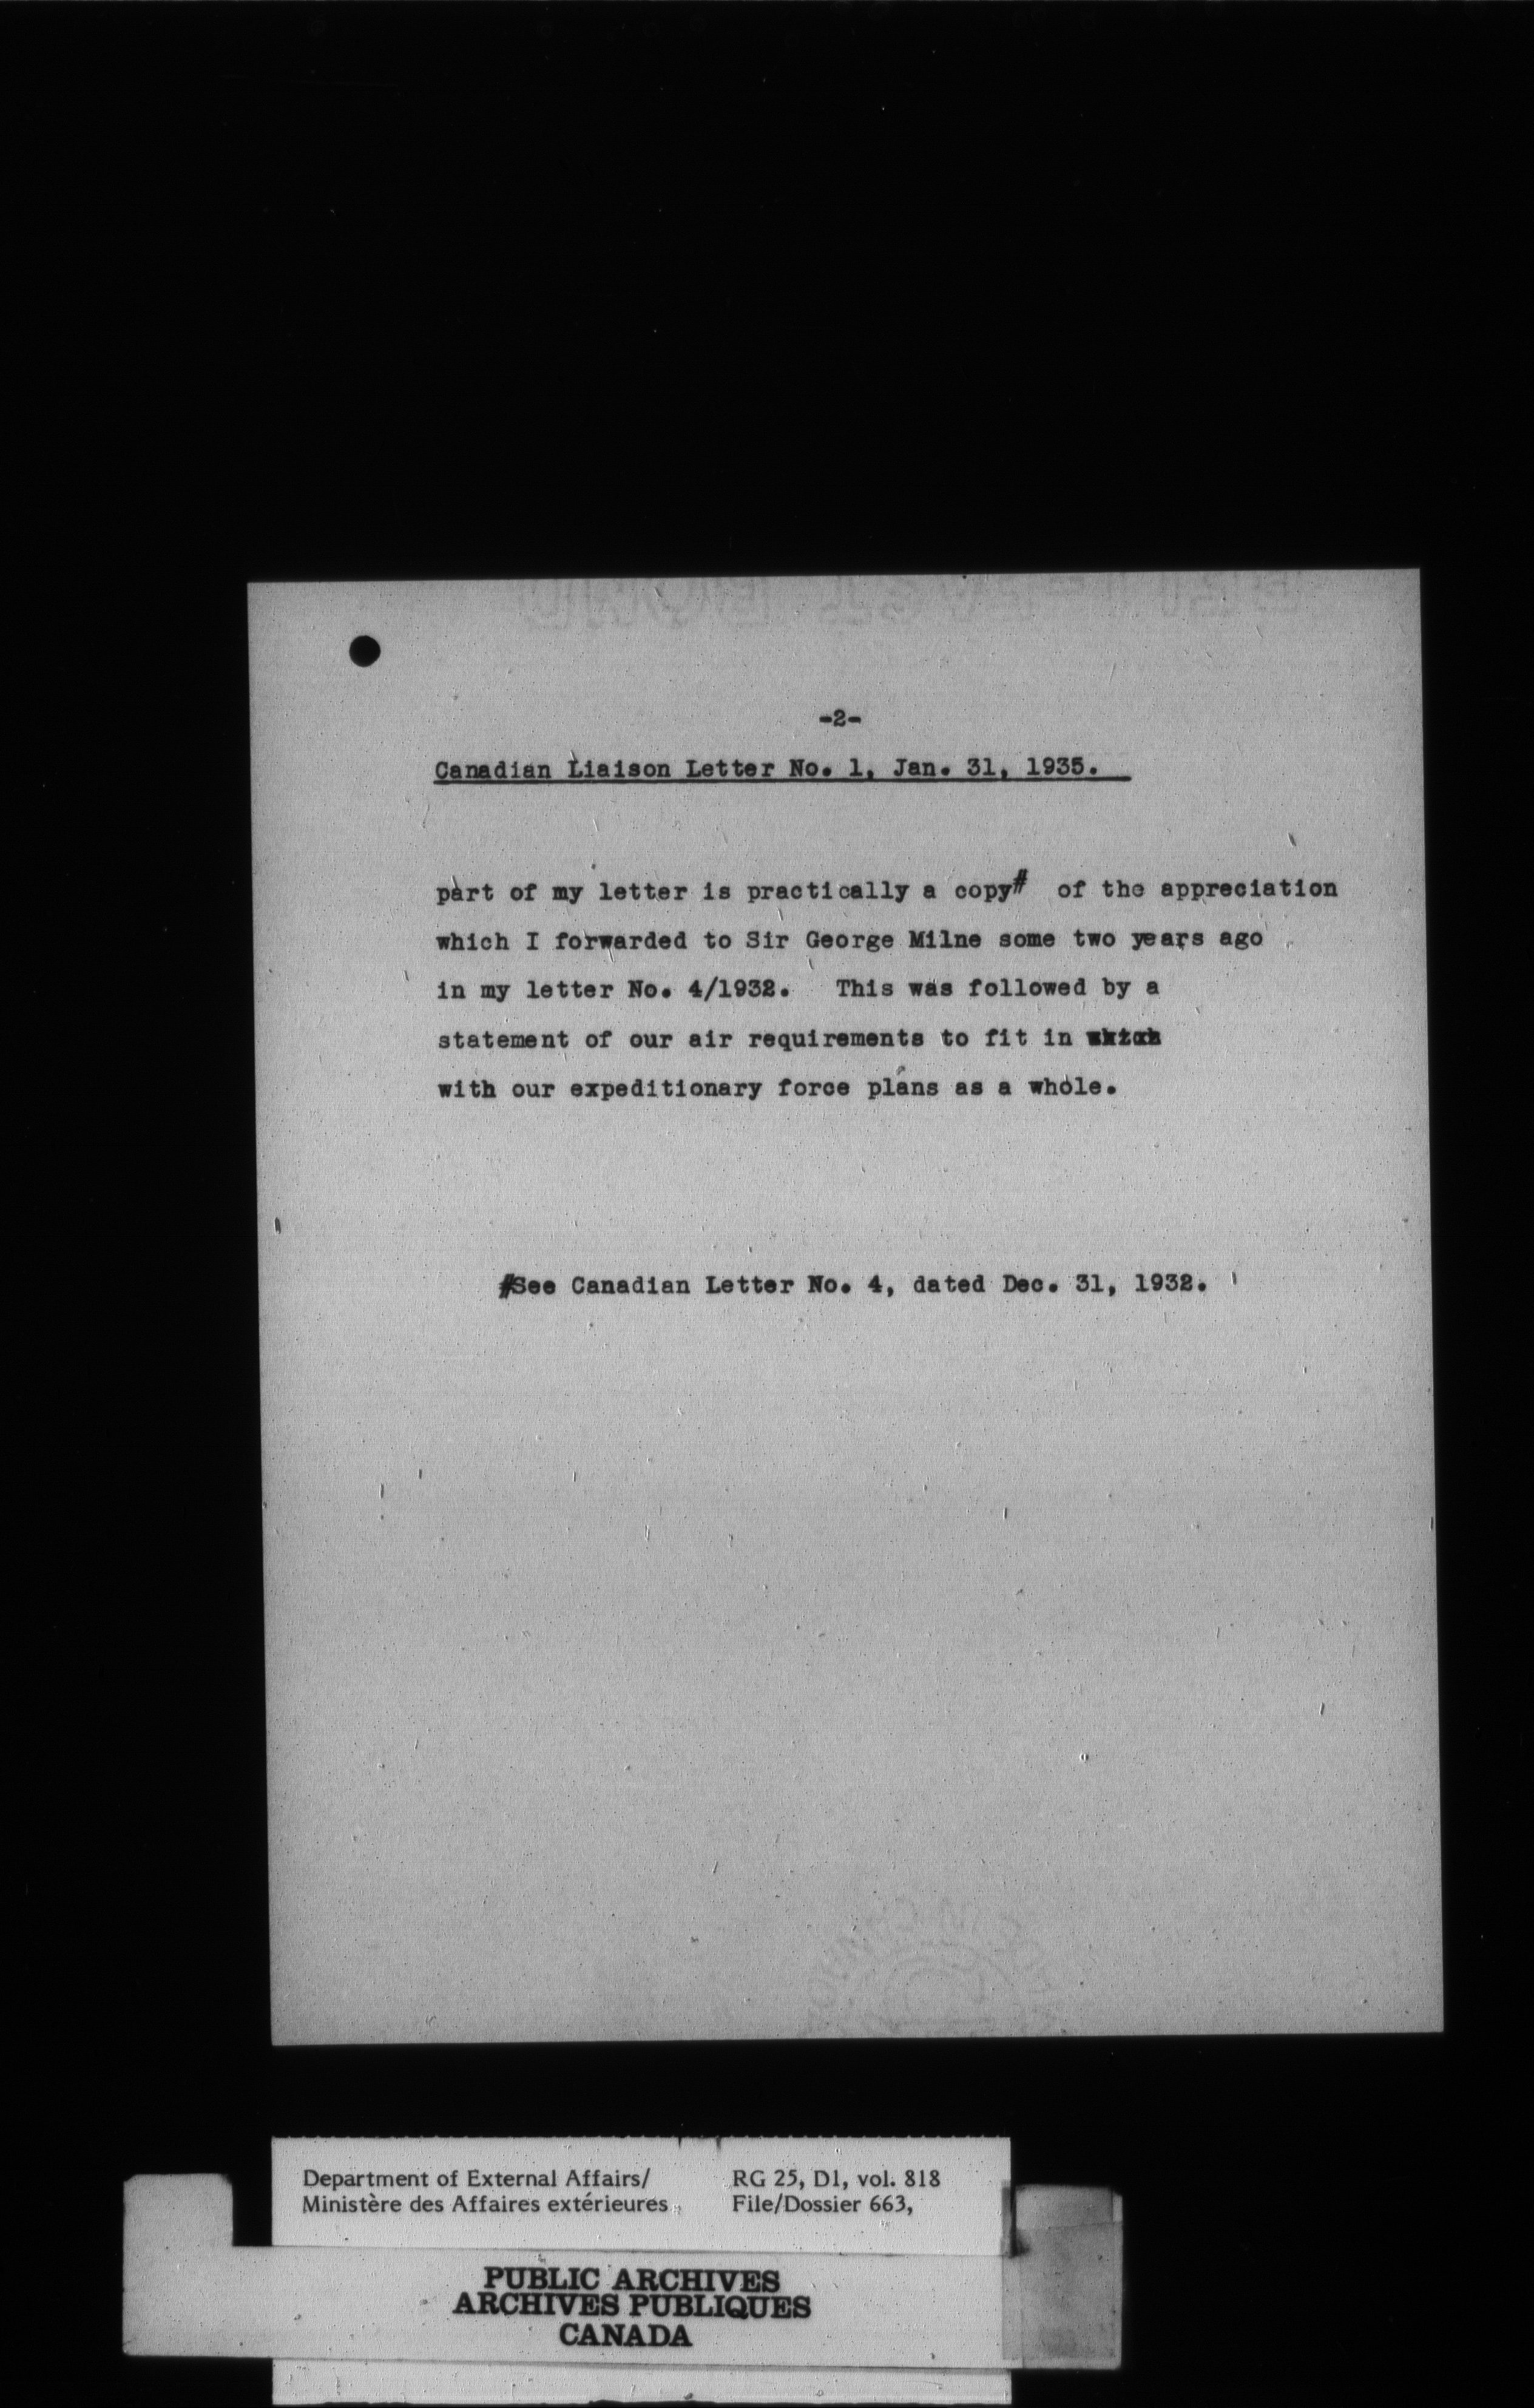 -2-
Canadian Liaison Letter No. 1, Jan. 31, 1935.
part of my letter is practically a copy# of the appreciation
which I forwarded to Sir George Milne some two years ago
in my letter No. 4/1932. This was followed by a
statement of our air requirements to fit in
with our expeditionary force plans as a whole.
#See Canadian Letter No. 4, dated Dec. 31, 1932.
Department of External Affairs/ RG 25, D1, vol. 818
Ministère des Affaires extérieures File/Dossier 663,
PUBLIC ARCHIVES
ARCHIVES PUBLIQUES
CANADA